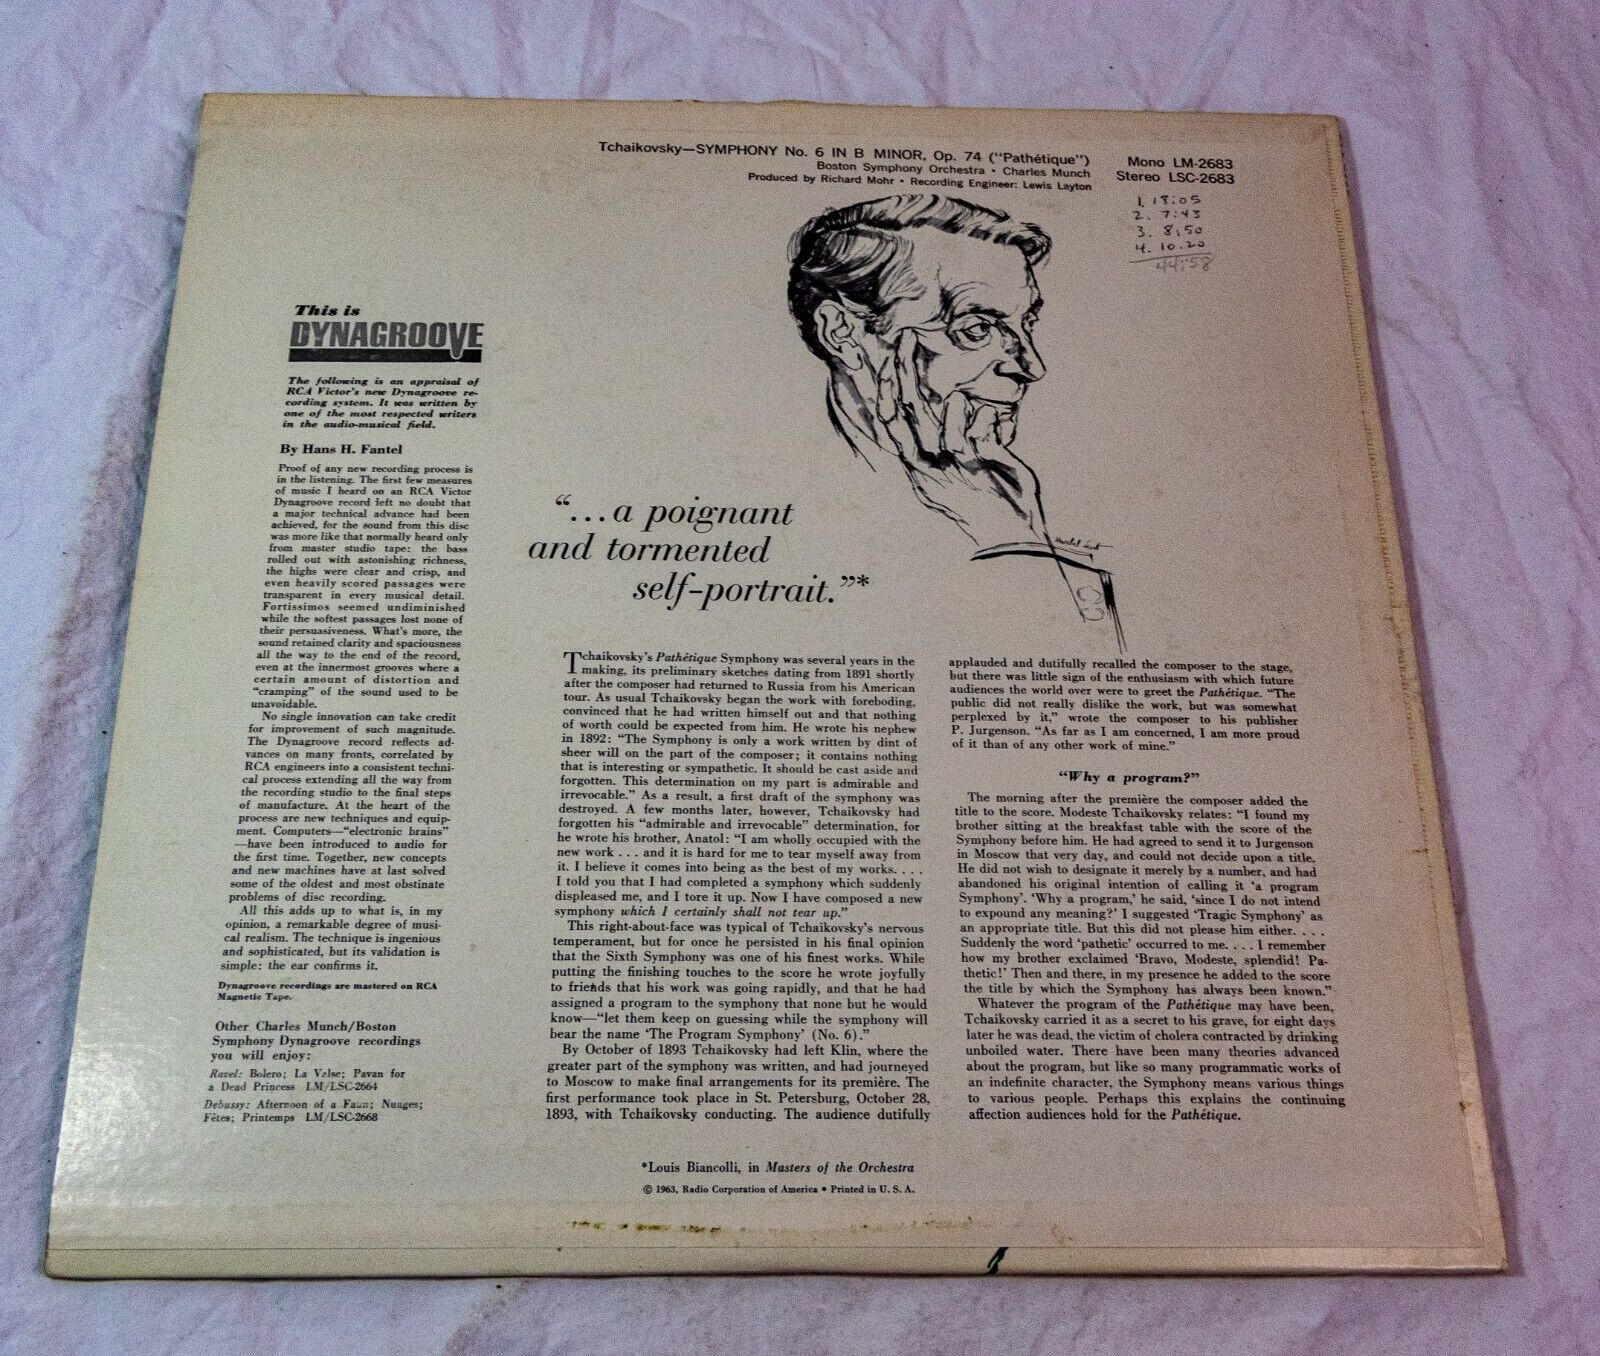 Tchaikovsky—SYMPHONY No. 6 IN B MINOR, Op. 74 ("Pathétique")
Boston Symphony Orchestra • Charles Munch
Produced by Richard Mohr • Recording Engineer: Lewis Layton
Mono LM-2683
Stereo LSC-2683
1. 18:05
2. 7:43
3. 8:50
4. 10.20
44:58
This is
DYNAGROOVE
The following is an appraisal of
RCA Victor's new Dynagroove re-
cording system. It was written by
one of the most respected writers
in the audio-musical field.
By Hans H. Fantel
Proof of any new recording process is
in the listening. The first few measures
of music I heard on an RCA Victor
Dynagroove record left no doubt that
a major technical advance had been
achieved, for the sound from this disc
was more like that normally heard only
from master studio tape: the bass
rolled out with astonishing richness,
the highs were clear and crisp, and
even heavily scored passages were
transparent in every musical detail.
Fortissimos seemed undiminished
while the softest passages lost none of
their persuasiveness. What's more, the
sound retained clarity and spaciousness
all the way to the end of the record,
even at the innermost grooves where a
certain amount of distortion and
"cramping" of the sound used to be
unavoidable.
No single innovation can take credit
for improvement of such magnitude.
The Dynagroove record reflects ad-
vances on many fronts, correlated by
RCA engineers into a consistent techni-
cal process extending all the way from
the recording studio to the final steps
of manufacture. At the heart of the
process are new techniques and equip-
ment. Computers—"electronic brains"
—have been introduced to audio for
the first time. Together, new concepts
and new machines have at last solved
some of the oldest and most obstinate
problems of disc recording.
All this adds up to what is, in my
opinion, a remarkable degree of musi-
cal realism. The technique is ingenious
and sophisticated, but its validation is
simple: the ear confirms it.
Dynagroove recordings are mastered on RCA
Magnetic Tape.
Other Charles Munch/Boston
Symphony Dynagroove recordings
you will enjoy:
Ravel: Bolero; La Valse; Pavan for
a Dead Princess LM/LSC-2664
Debussy: Afternoon of a Faun; Nuages;
Fêtes; Printemps LM/LSC-2668
"...a poignant
and tormented
self-portrait."*
Tchaikovsky's Pathétique Symphony was several years in the
making, its preliminary sketches dating from 1891 shortly
after the composer had returned to Russia from his American
tour. As usual Tchaikovsky began the work with foreboding,
convinced that he had written himself out and that nothing
of worth could be expected from him. He wrote his nephew
in 1892: "The Symphony is only a work written by dint of
sheer will on the part of the composer; it contains nothing
that is interesting or sympathetic. It should be cast aside and
forgotten. This determination on my part is admirable and
irrevocable." As a result, a first draft of the symphony was
destroyed. A few months later, however, Tchaikovsky had
forgotten his "admirable and irrevocable" determination, for
he wrote his brother, Anatol: "I am wholly occupied with the
new work . . . and it is hard for me to tear myself away from
it. I believe it comes into being as the best of my works. . . .
I told you that I had completed a symphony which suddenly
displeased me, and I tore it up. Now I have composed a new
symphony which I certainly shall not tear up."
This right-about-face was typical of Tchaikovsky's nervous
temperament, but for once he persisted in his final opinion
that the Sixth Symphony was one of his finest works. While
putting the finishing touches to the score he wrote joyfully
to friends that his work was going rapidly, and that he had
assigned a program to the symphony that none but he would
know—"let them keep on guessing while the symphony will
bear the name 'The Program Symphony' (No. 6)."
By October of 1893 Tchaikovsky had left Klin, where the
greater part of the symphony was written, and had journeyed
to Moscow to make final arrangements for its première. The
first performance took place in St. Petersburg, October 28,
1893, with Tchaikovsky conducting. The audience dutifully
applauded and dutifully recalled the composer to the stage,
but there was little sign of the enthusiasm with which future
audiences the world over were to greet the Pathétique. "The
public did not really dislike the work, but was somewhat
perplexed by it," wrote the composer to his publisher
P. Jurgenson. "As far as I am concerned, I am more proud
of it than of any other work of mine."
"Why a program?"
The morning after the première the composer added the
title to the score. Modeste Tchaikovsky relates: "I found my
brother sitting at the breakfast table with the score of the
Symphony before him. He had agreed to send it to Jurgenson
in Moscow that very day, and could not decide upon a title.
He did not wish to designate it merely by a number, and had
abandoned his original intention of calling it 'a program
Symphony'. 'Why a program,' he said, 'since I do not intend
to expound any meaning?' I suggested 'Tragic Symphony' as
an appropriate title. But this did not please him either. . . .
Suddenly the word 'pathetic' occurred to me. . . . I remember
how my brother exclaimed 'Bravo, Modeste, splendid! Pa-
thetic!' Then and there, in my presence he added to the score
the title by which the Symphony has always been known."
Whatever the program of the Pathétique may have been,
Tchaikovsky carried it as a secret to his grave, for eight days
later he was dead, the victim of cholera contracted by drinking
unboiled water. There have been many theories advanced
about the program, but like so many programmatic works of
an indefinite character, the Symphony means various things
to various people. Perhaps this explains the continuing
affection audiences hold for the Pathétique.
*Louis Biancolli, in Masters of the Orchestra
© 1963, Radio Corporation of America • Printed in U. S. A.